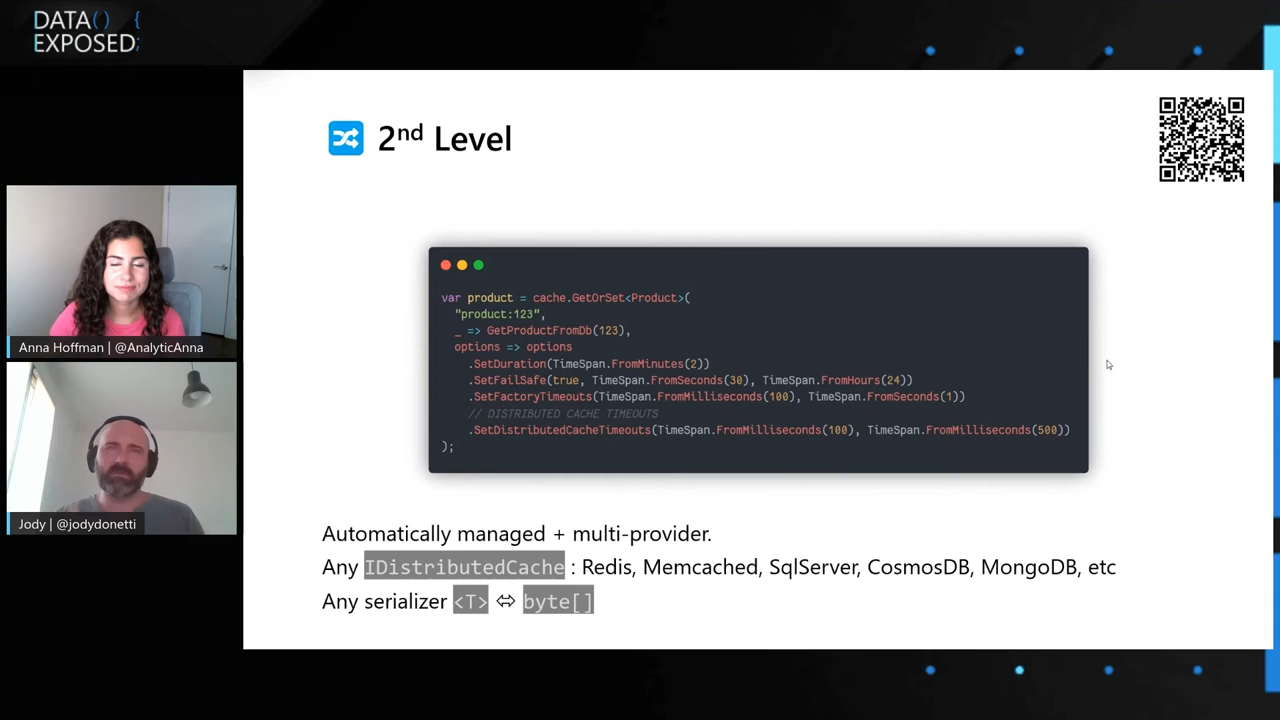 DATA() {
EXPOSED;
2nd Level
var product = cache.GetOrSet<Product>(
"product:123",
_ => GetProductFromDb(123),
options => options
.SetDuration(TimeSpan.FromMinutes(2))
.SetFailSafe(true, TimeSpan.FromSeconds(30), TimeSpan.FromHours(24))
.SetFactoryTimeouts(TimeSpan.FromMilliseconds(100), TimeSpan.FromSeconds(1))
// DISTRIBUTED CACHE TIMEOUTS
.SetDistributedCacheTimeouts(TimeSpan.FromMilliseconds(100), TimeSpan.FromMilliseconds(500))
);
Automatically managed + multi-provider.
Any IDistributedCache : Redis, Memcached, SqlServer, CosmosDB, MongoDB, etc
Any serializer <T> ⇔ byte[]
Anna Hoffman | @AnalyticAnna
Jody | @jodydonetti